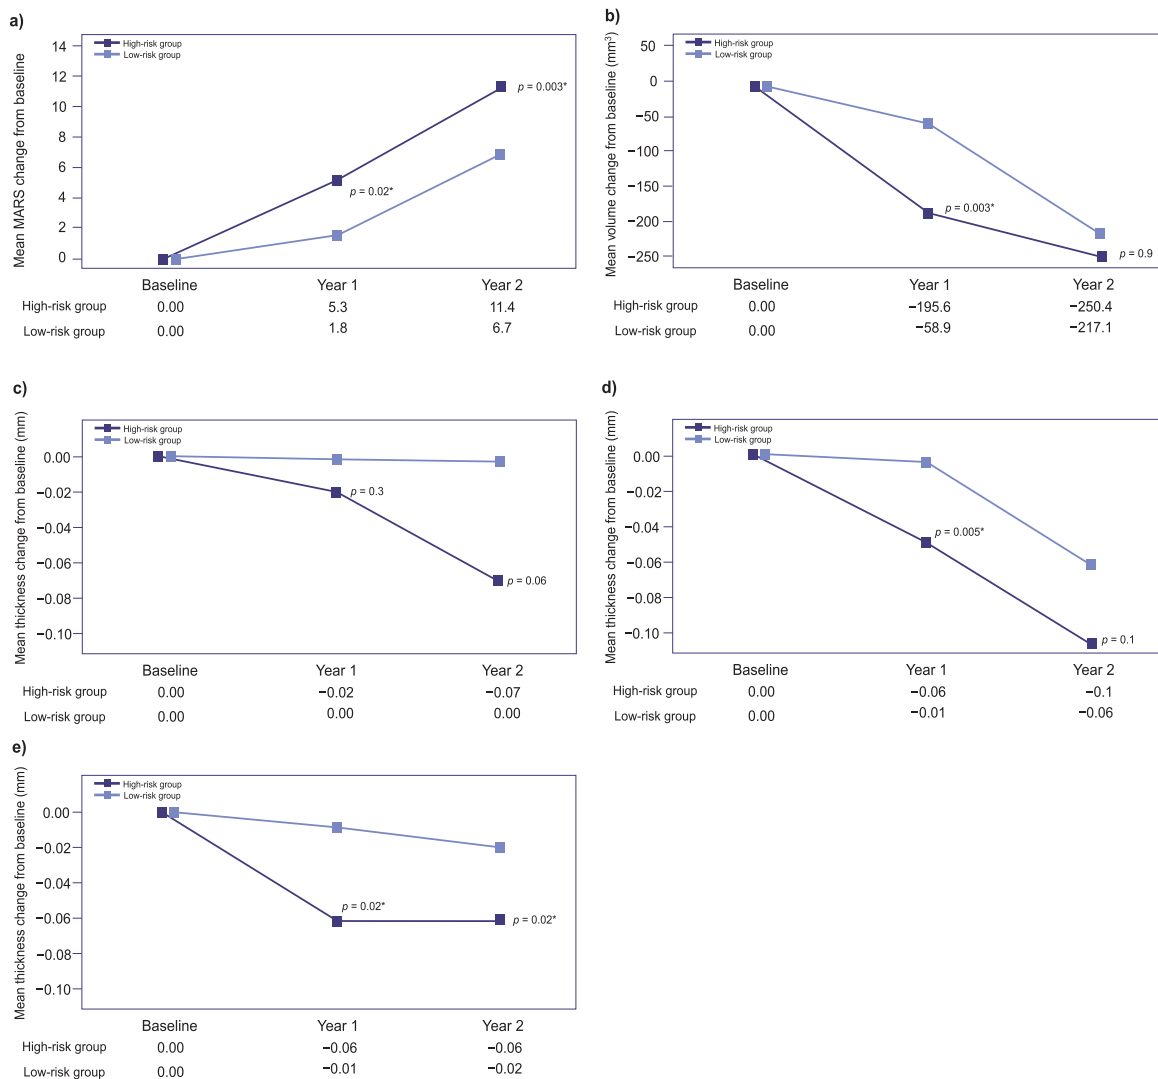 a)
High-risk group
Low-risk group
Mean MARS change from baseline
14
12
10
8
6
4
2
0
p = 0.02*
p = 0.003*
Baseline Year 1 Year 2
High-risk group 0.00 5.3 11.4
Low-risk group 0.00 1.8 6.7
b)
High-risk group
Low-risk group
Mean volume change from baseline (mm³)
50
0
−50
−100
−150
−200
−250
p = 0.003*
p = 0.9
Baseline Year 1 Year 2
High-risk group 0.00 −195.6 −250.4
Low-risk group 0.00 −58.9 −217.1
c)
High-risk group
Low-risk group
Mean thickness change from baseline (mm)
0.00
−0.02
−0.04
−0.06
−0.08
−0.10
p = 0.3
p = 0.06
Baseline Year 1 Year 2
High-risk group 0.00 −0.02 −0.07
Low-risk group 0.00 0.00 0.00
d)
High-risk group
Low-risk group
Mean thickness change from baseline (mm)
0.00
−0.02
−0.04
−0.06
−0.08
−0.10
p = 0.005*
p = 0.1
Baseline Year 1 Year 2
High-risk group 0.00 −0.06 −0.1
Low-risk group 0.00 −0.01 −0.06
e)
High-risk group
Low-risk group
Mean thickness change from baseline (mm)
0.00
−0.02
−0.04
−0.06
−0.08
−0.10
p = 0.02*
p = 0.02*
Baseline Year 1 Year 2
High-risk group 0.00 −0.06 −0.06
Low-risk group 0.00 −0.01 −0.02